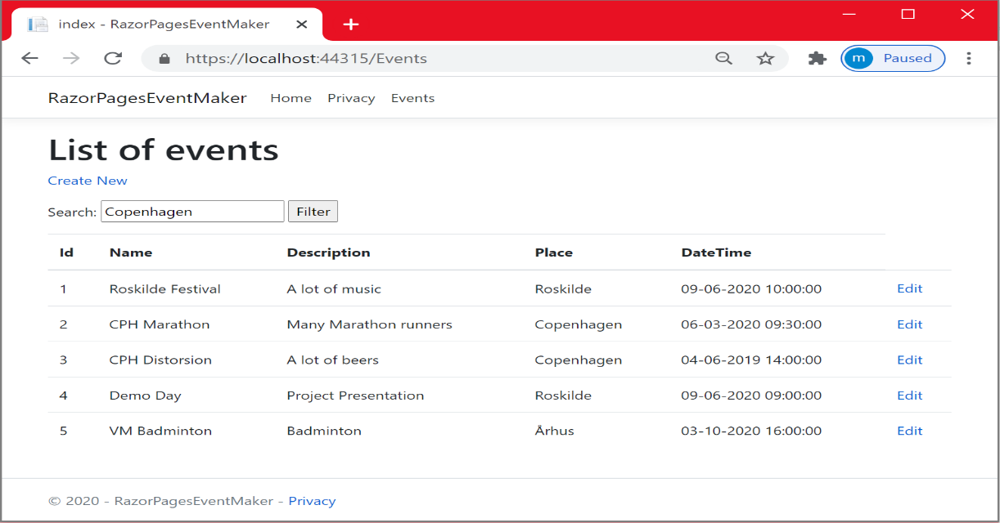 index - RazorPagesEventMaker
https://localhost:44315/Events
m Paused
RazorPagesEventMaker Home Privacy Events
List of events
Create New
Search: Copenhagen Filter
Id Name Description Place DateTime
1 Roskilde Festival A lot of music Roskilde 09-06-2020 10:00:00 Edit
2 CPH Marathon Many Marathon runners Copenhagen 06-03-2020 09:30:00 Edit
3 CPH Distorsion A lot of beers Copenhagen 04-06-2019 14:00:00 Edit
4 Demo Day Project Presentation Roskilde 09-06-2020 09:00:00 Edit
5 VM Badminton Badminton Århus 03-10-2020 16:00:00 Edit
© 2020 - RazorPagesEventMaker - Privacy